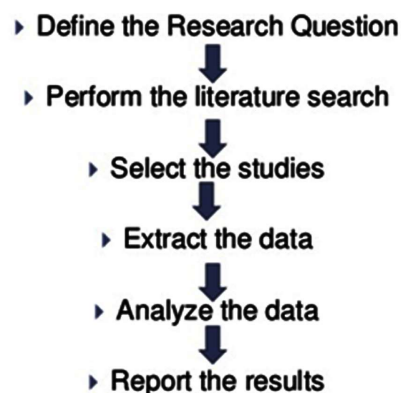 Define the Research Question
Perform the literature search
Select the studies
Extract the data
Analyze the data
Report the results